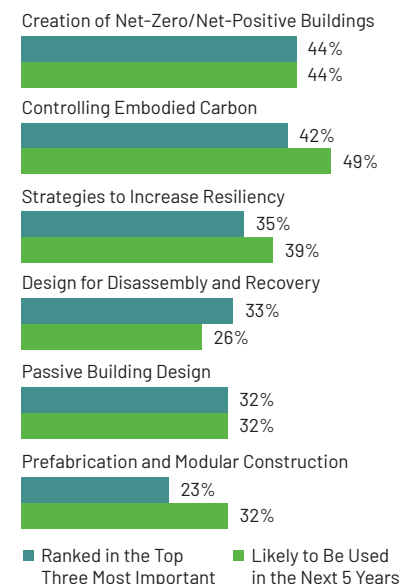 Creation of Net-Zero/Net-Positive Buildings
44%
44%
Controlling Embodied Carbon
42%
49%
Strategies to Increase Resiliency
35%
39%
Design for Disassembly and Recovery
33%
26%
Passive Building Design
32%
32%
Prefabrication and Modular Construction
23%
32%
Ranked in the Top
Three Most Important
Likely to Be Used
in the Next 5 Years